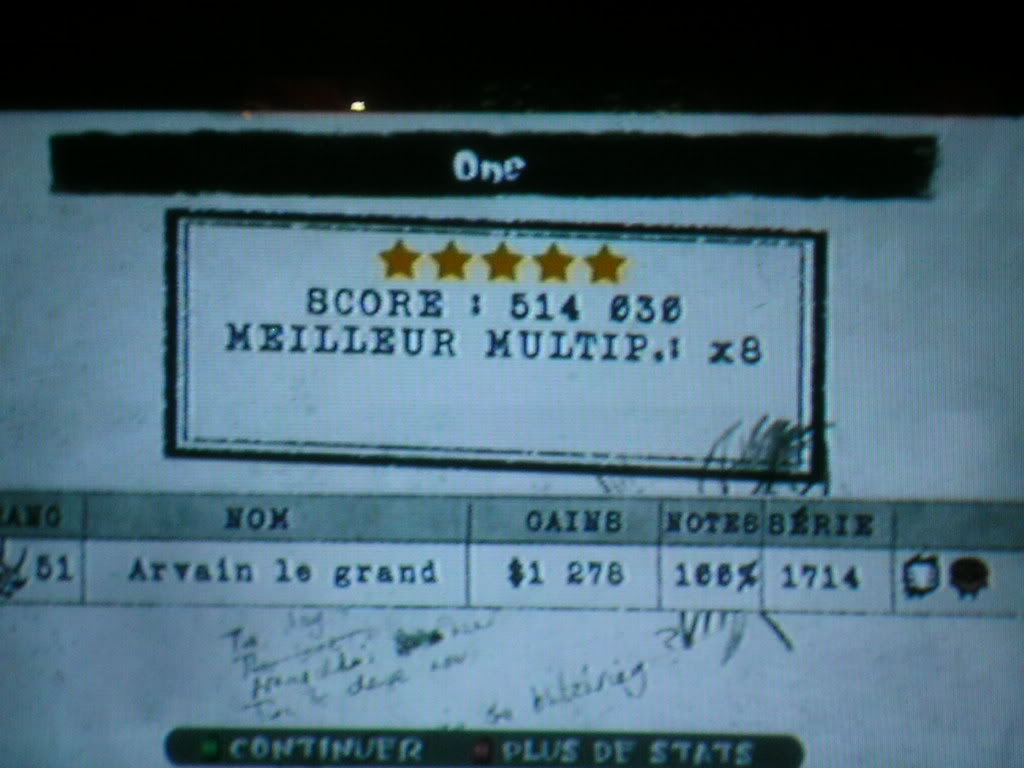 One
SCORE : 514 030
MEILLEUR MULTIP.: x8
NOM GAINS NOTES SÉRIE
51 Arvain le grand $1 278 100% 1714
CONTINUER PLUS DE STATS